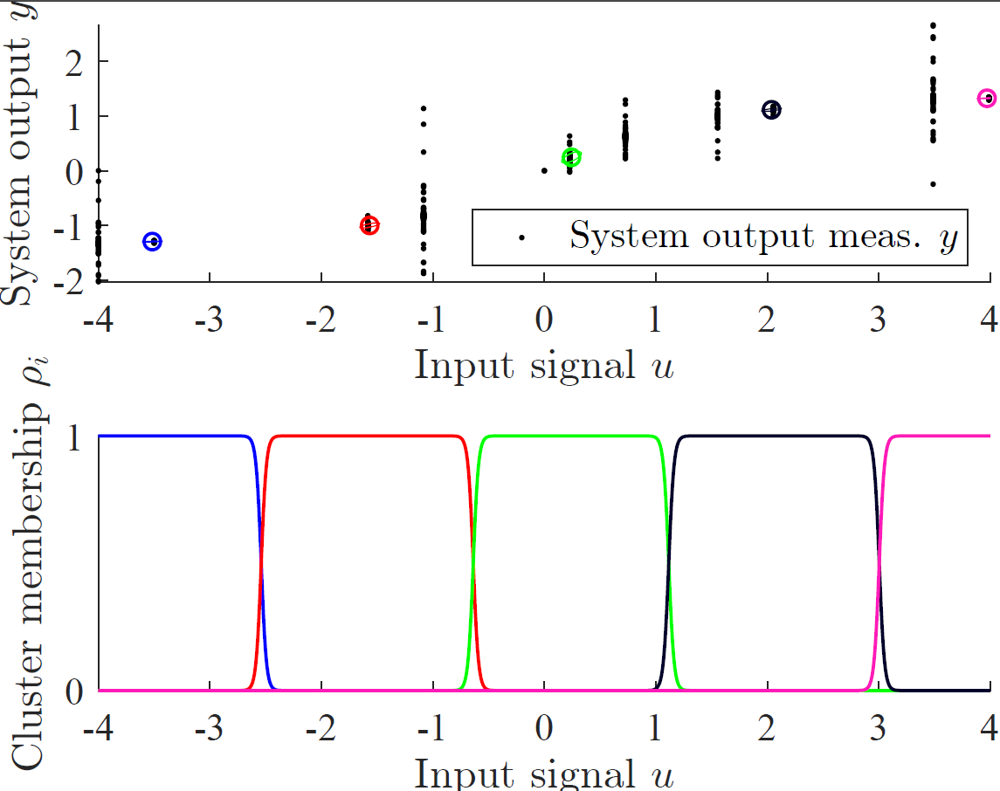 System output y
2
1
0
-1
-2
System output meas. y
-4 -3 -2 -1 0 1 2 3 4
Input signal u
Cluster membership ρi
1
0
-4 -3 -2 -1 0 1 2 3 4
Input signal u